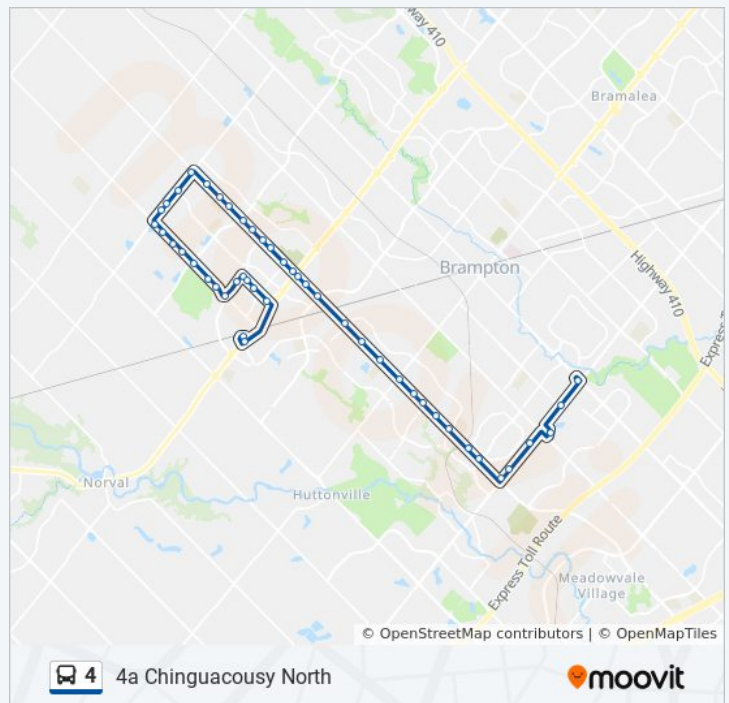 way 410
Bramalea
Brampton
Highway 410
Express
Norval
Huttonville
Express Toll Route
Meadowvale
Village
© OpenStreetMap contributors | © OpenMapTiles
4 4a Chinguacousy North
moovit